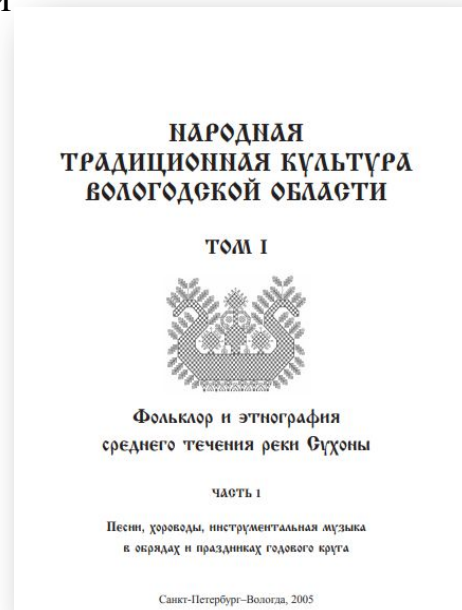 НАРОДНАЯ
ТРАДИЦИОННАЯ КУЛЬТУРА
ВОЛОГОДСКОЙ ОБЛАСТИ
ТОМ I
Фольклор и этнография
среднего течения реки Сухоны
ЧАСТЬ 1
Песни, хороводы, инструментальная музыка
в обрядах и праздниках годового круга
Санкт-Петербург–Вологда, 2005